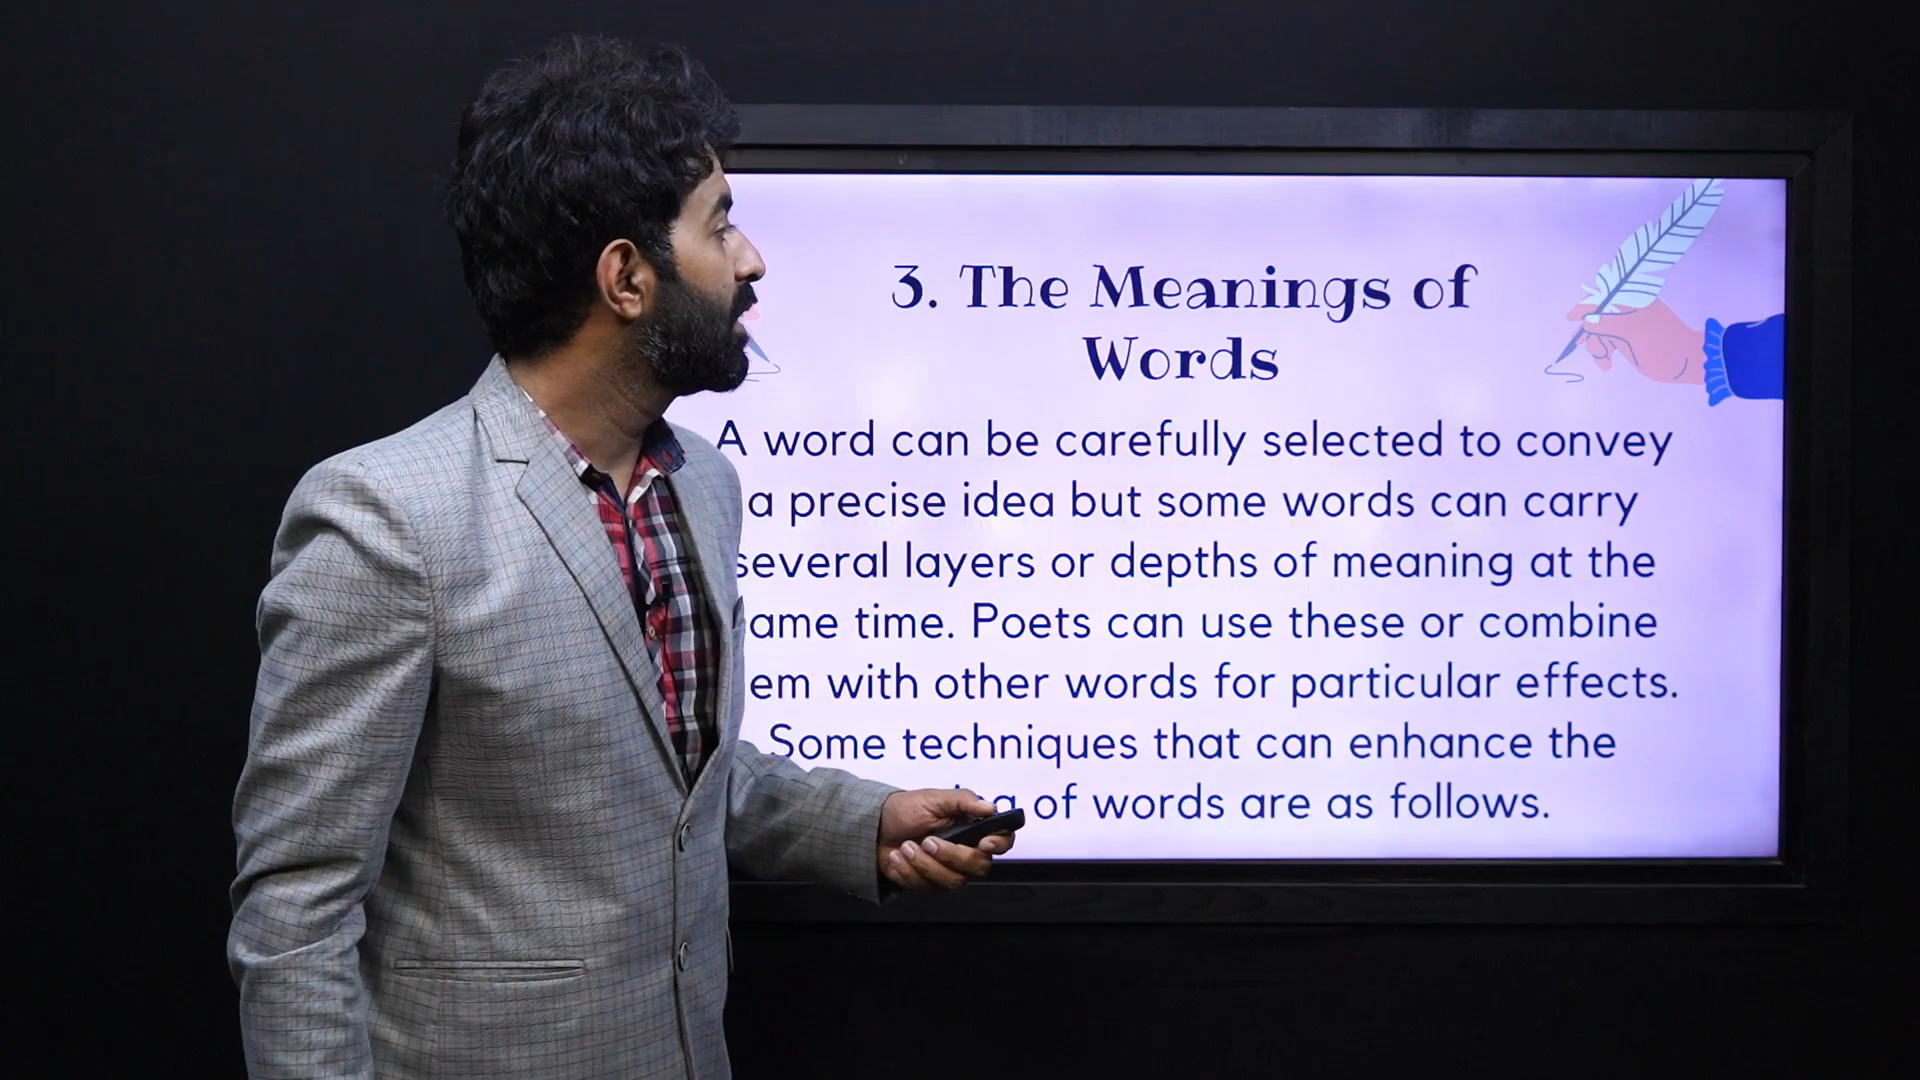 3. The Meanings of
Words
A word can be carefully selected to convey
a precise idea but some words can carry
several layers or depths of meaning at the
ame time. Poets can use these or combine
em with other words for particular effects.
Some techniques that can enhance the
of words are as follows.